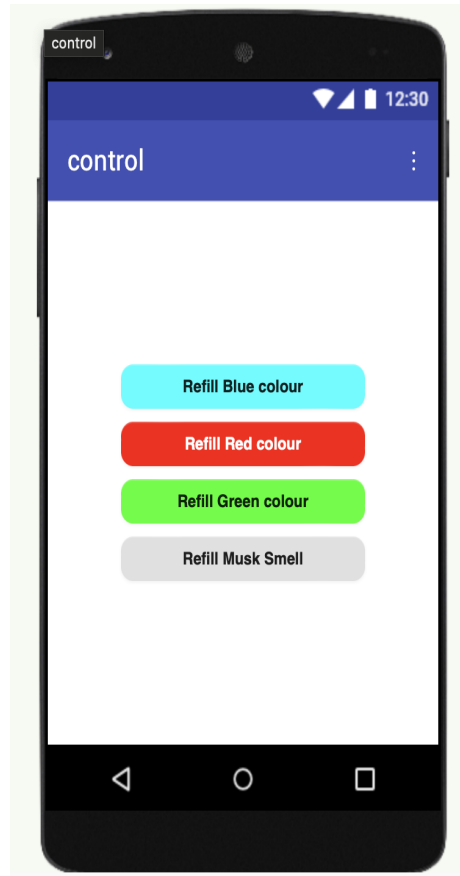 control
12:30
control
Refill Blue colour
Refill Red colour
Refill Green colour
Refill Musk Smell